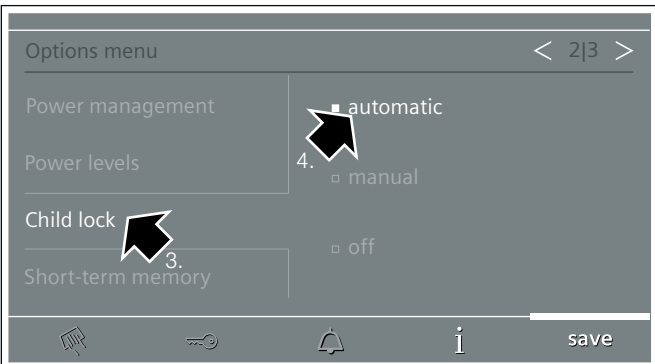 Options menu < 2|3 >
Power management
automatic
Power levels
4.
manual
Child lock
3.
off
Short-term memory
i
save